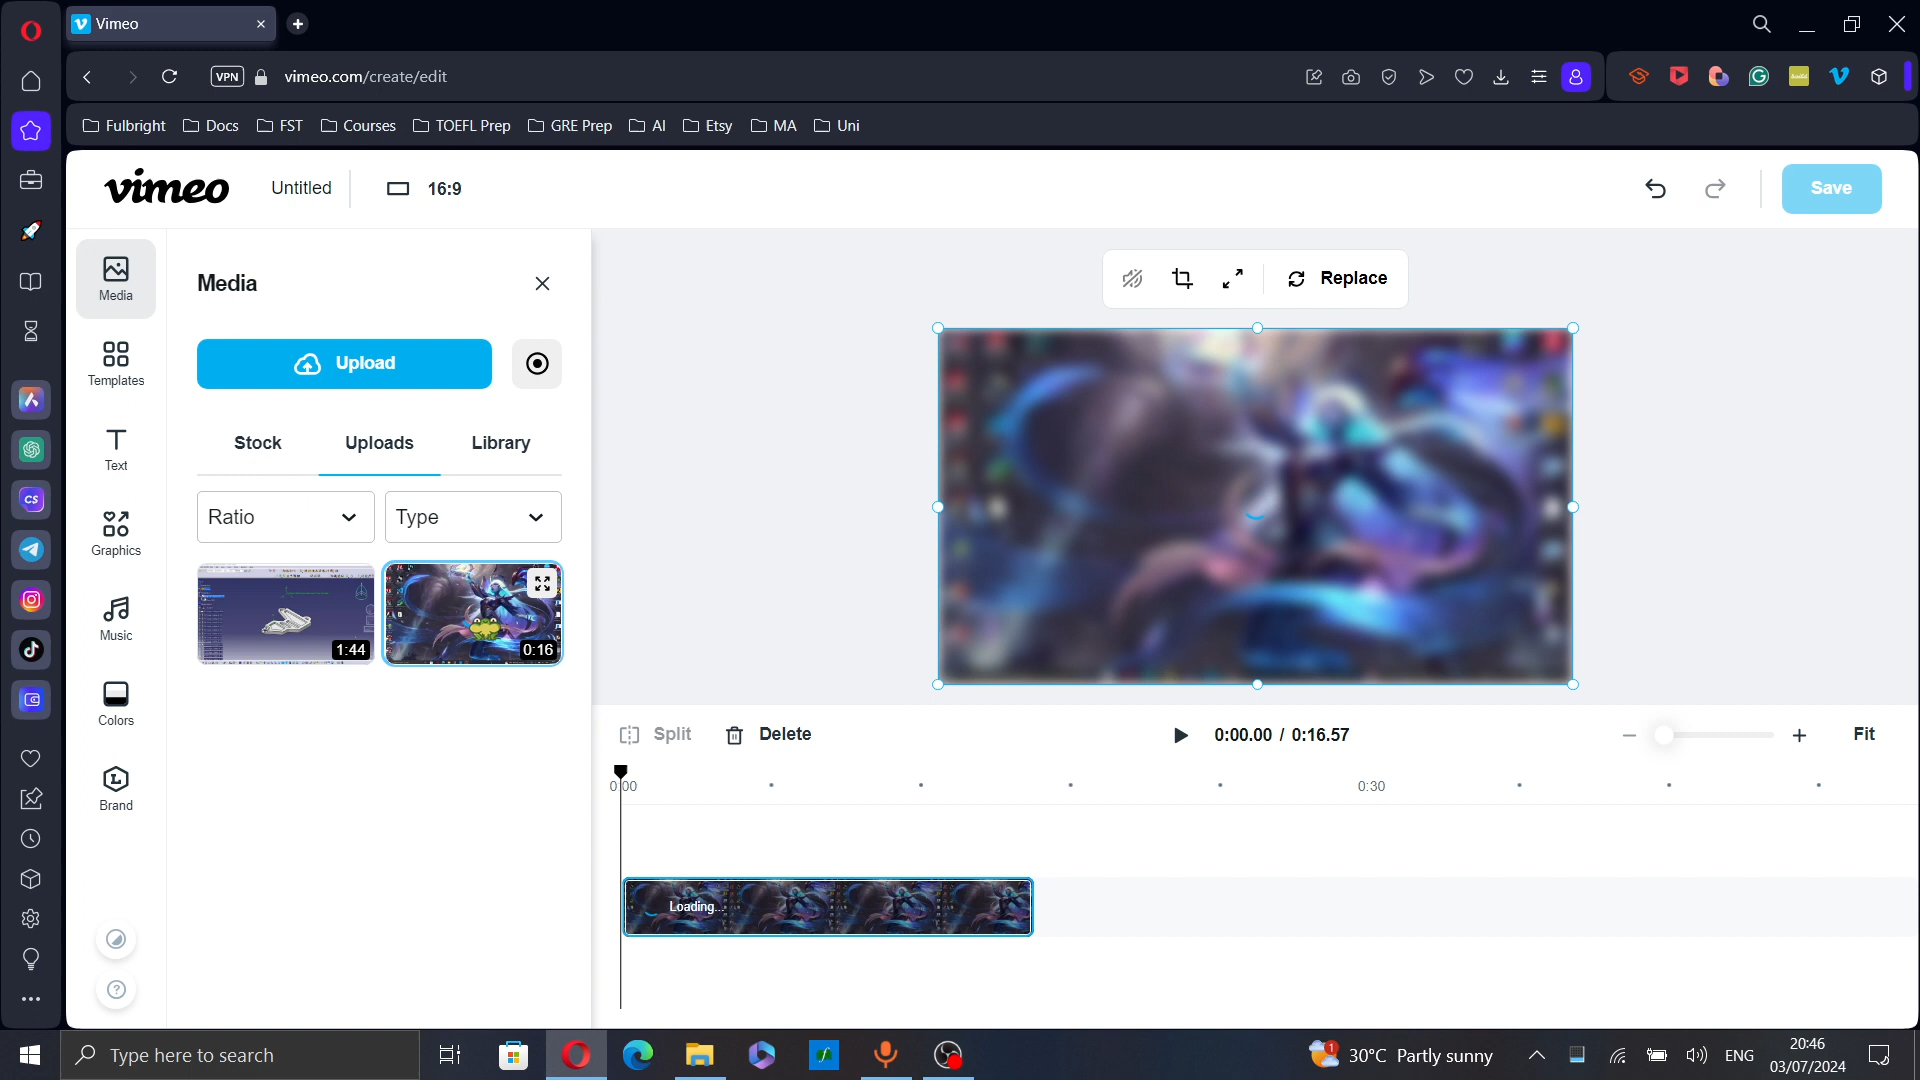 Vimeo
VPN
vimeo.com/create/edit
Fulbright
Docs
FST
Courses
TOEFL Prep
GRE Prep
AI
Etsy
MA
Uni
vimeo
Untitled
16:9
Save
Media
Templates
Text
Graphics
Music
Colors
Brand
Media
Upload
Stock
Uploads
Library
Ratio
Type
1:44
0:16
Replace
Split
Delete
0:00.00 / 0:16.57
Fit
0:00
0:30
Loading...
CS
Type here to search
1
30°C Partly sunny
ENG
20:46
03/07/2024